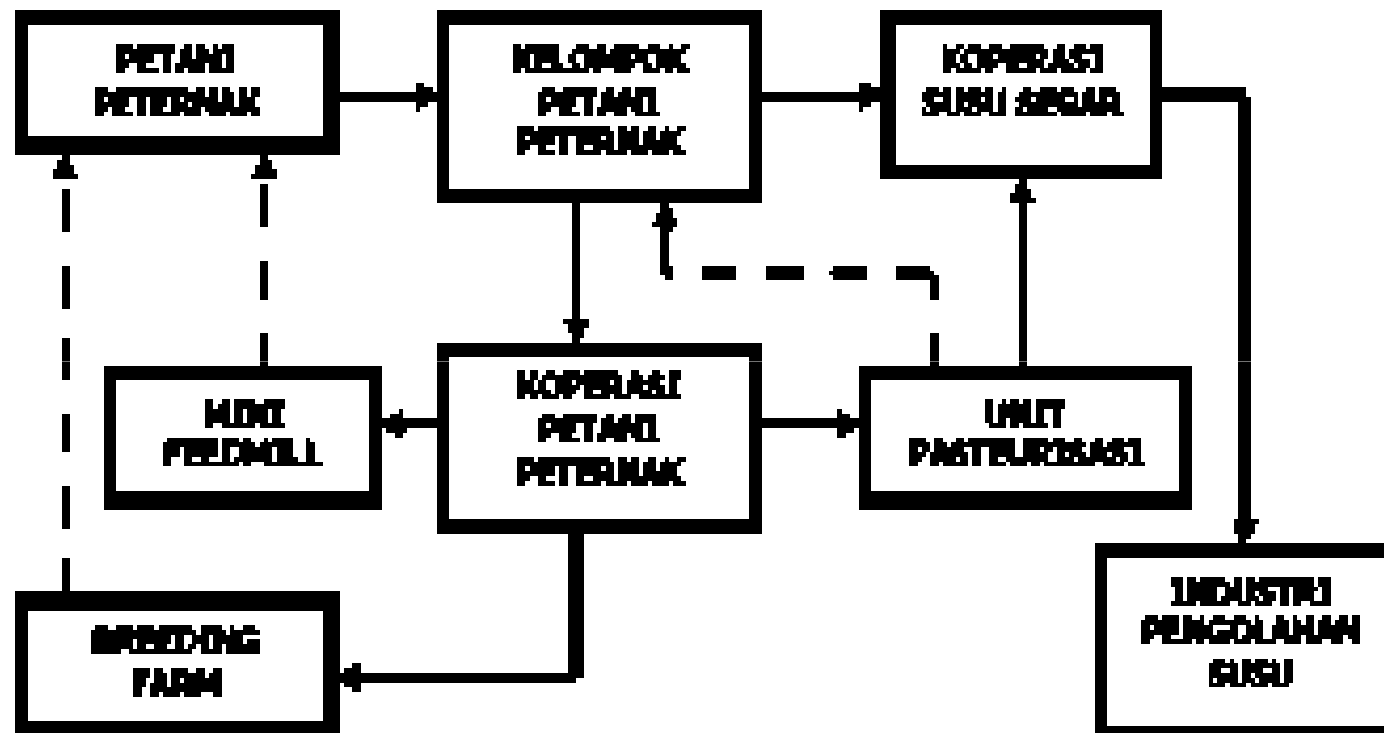 PETANI
PETERNAK
KELOMPOK
PETANI
PETERNAK
KOPERASI
SUSU SEGAR
MINI
FEEDMILL
KOPERASI
PETANI
PETERNAK
UNIT
PASTEURISASI
BREEDING
FARM
INDUSTRI
PENGOLAHAN
SUSU